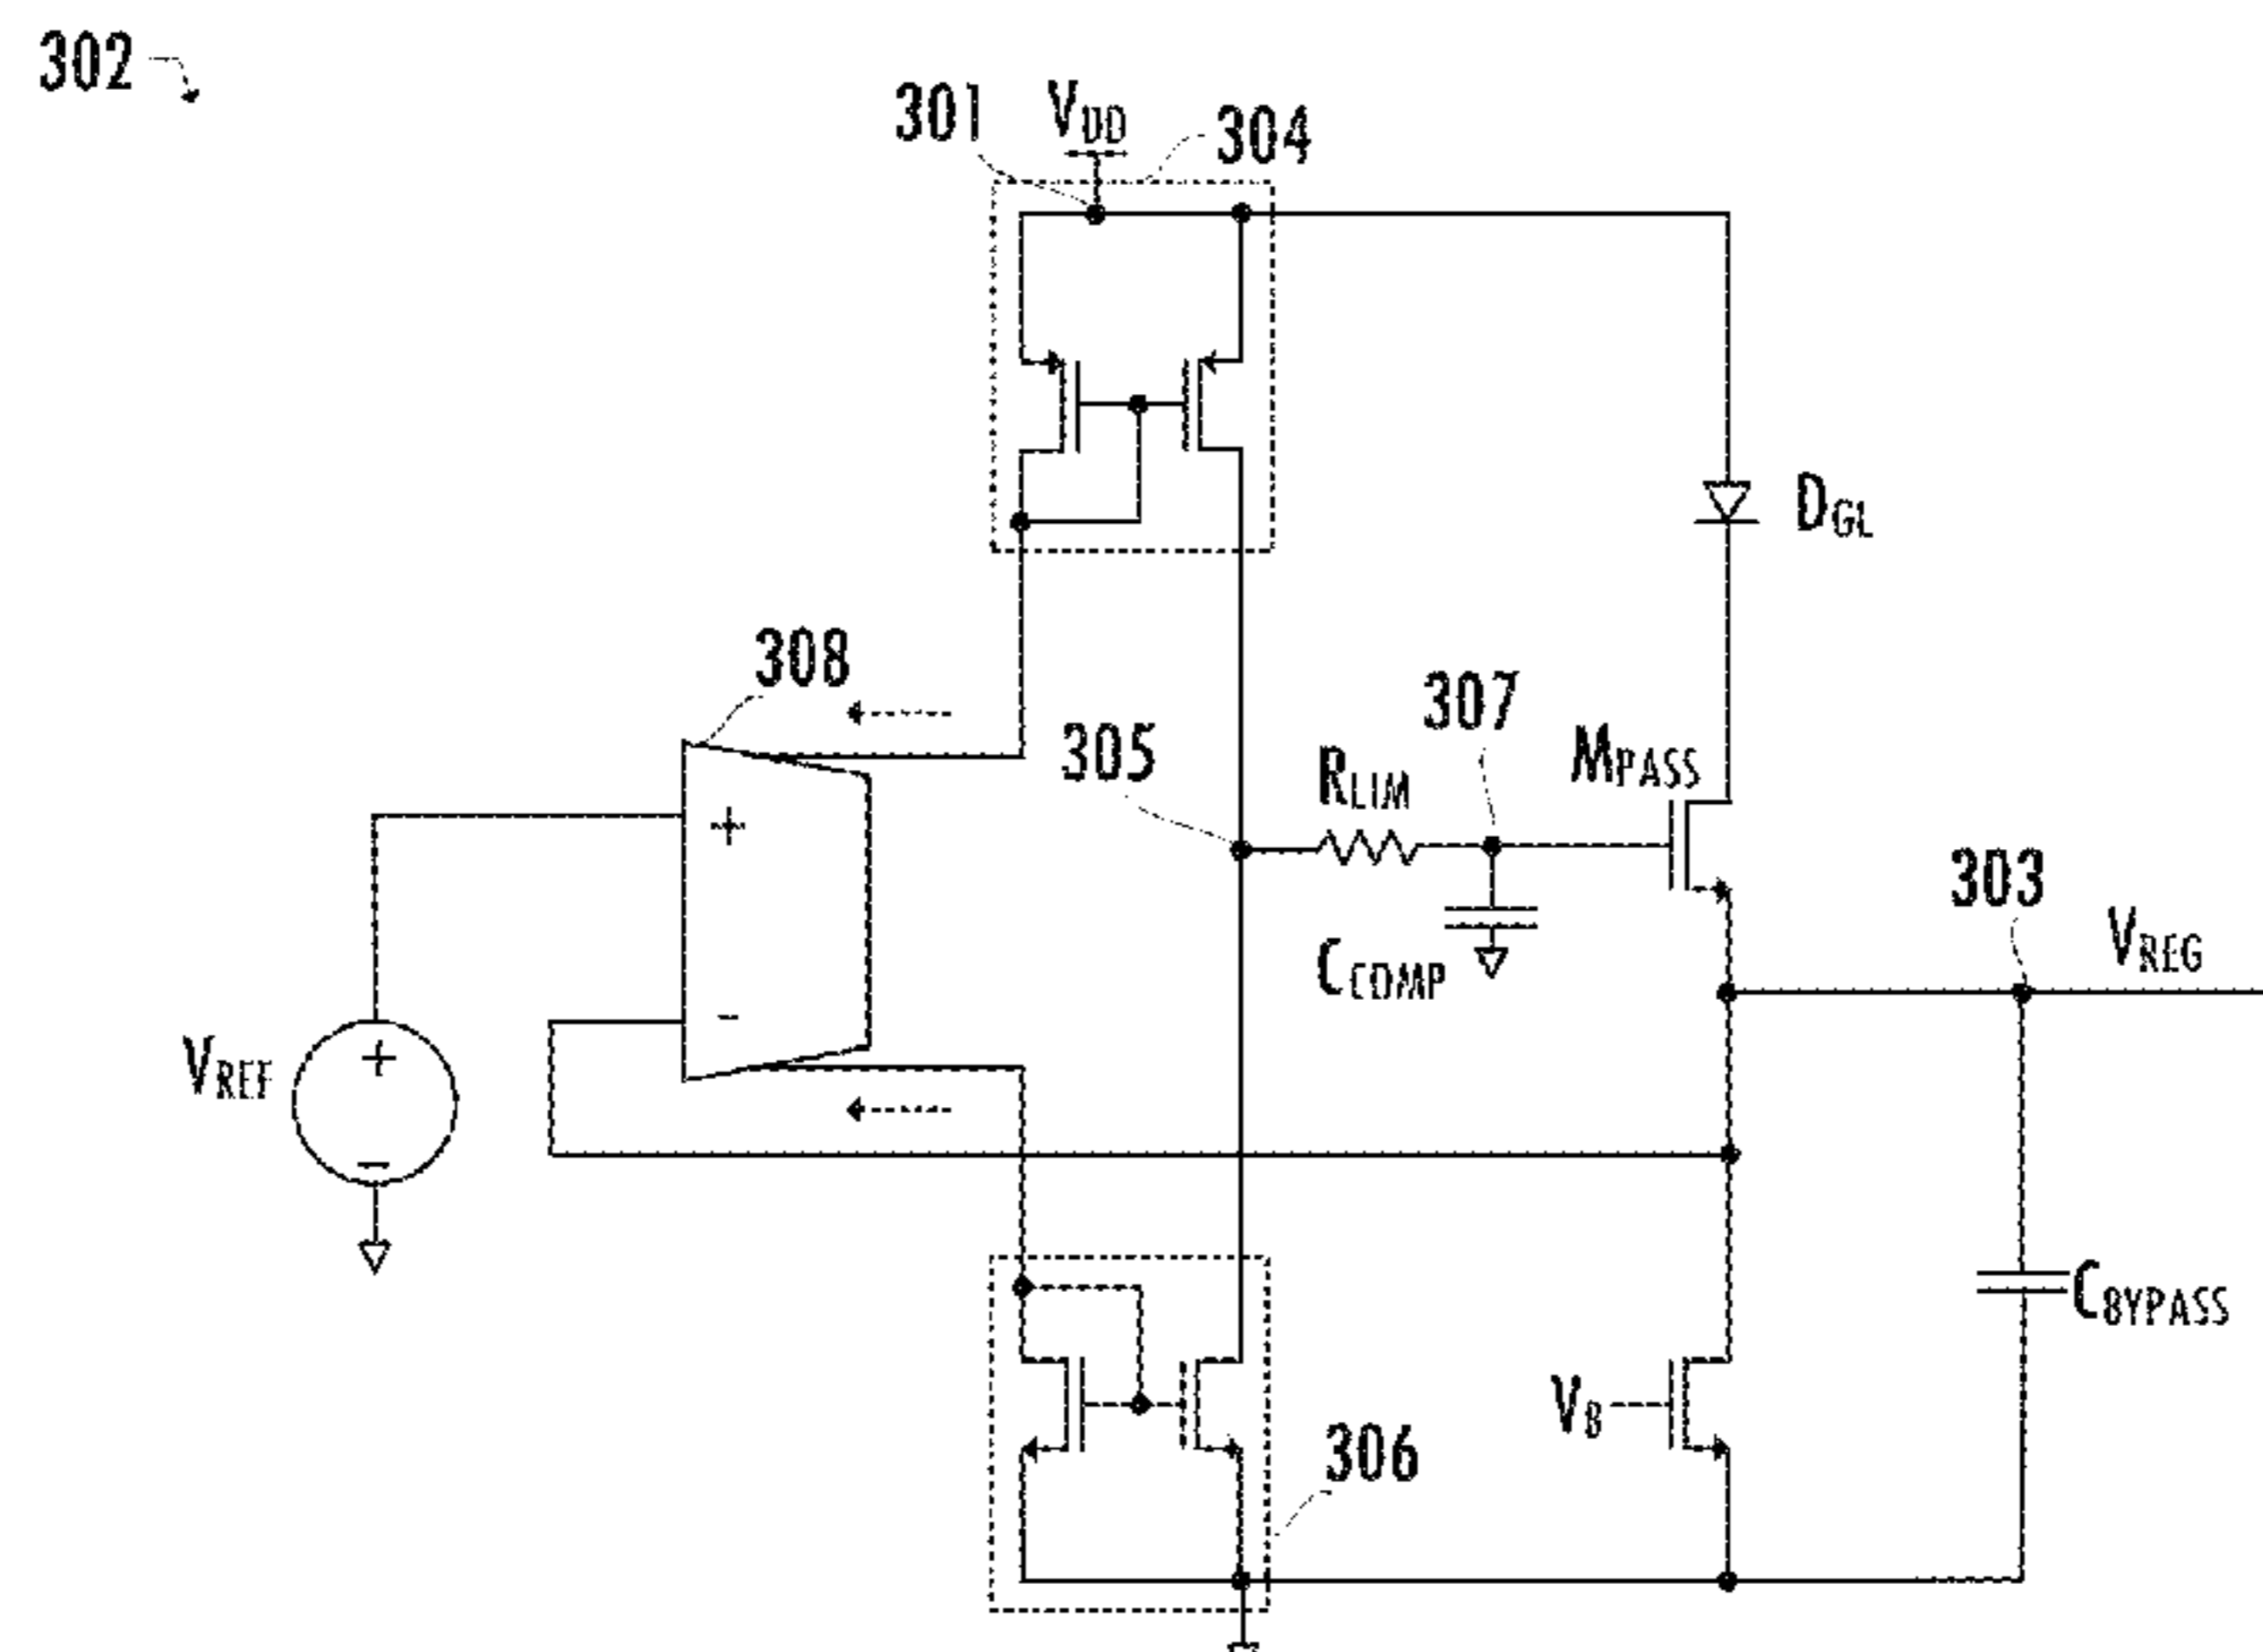 302
301 VDD 304
DGL
308
305 RLIM 307 MPASS
303
VREG
+
-
CCOMP
VREF
+
-
CBYPASS
VB
306